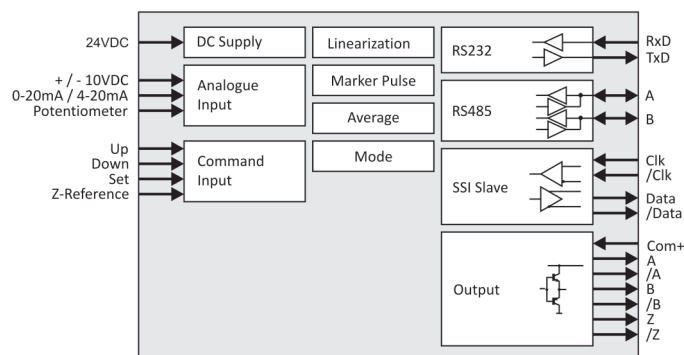 24VDC
DC Supply
+ / - 10VDC
0-20mA / 4-20mA
Potentiometer
Analogue
Input
Up
Down
Set
Z-Reference
Command
Input
Linearization
Marker Pulse
Average
Mode
RS232
RxD
TxD
RS485
A
B
SSI Slave
Clk
/Clk
Data
/Data
Output
Com+
A
/A
B
/B
Z
/Z